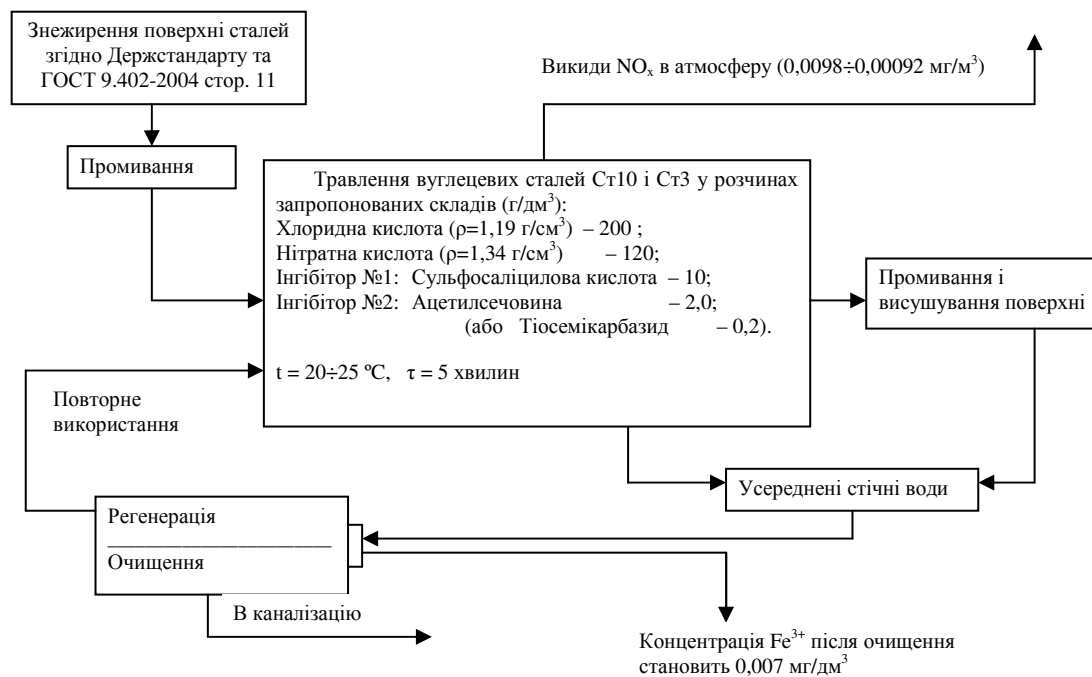 Знежирення поверхні сталей
згідно Держстандарту та
ГОСТ 9.402-2004 стор. 11
Викиди NOₓ в атмосферу (0,0098÷0,00092 мг/м³)
Промивання
Травлення вуглецевих сталей Ст10 і Ст3 у розчинах
запропонованих складів (г/дм³):
Хлоридна кислота (ρ=1,19 г/см³) – 200 ;
Нітратна кислота (ρ=1,34 г/см³) – 120;
Інгібітор №1: Сульфосаліцилова кислота – 10;
Інгібітор №2: Ацетилсечовина – 2,0;
(або Тіосемікарбазид – 0,2).
t = 20÷25 ºС, τ = 5 хвилин
Промивання і
висушування поверхні
Повторне
використання
Усереднені стічні води
Регенерація
Очищення
В каналізацію
Концентрація Fe³⁺ після очищення
становить 0,007 мг/дм³